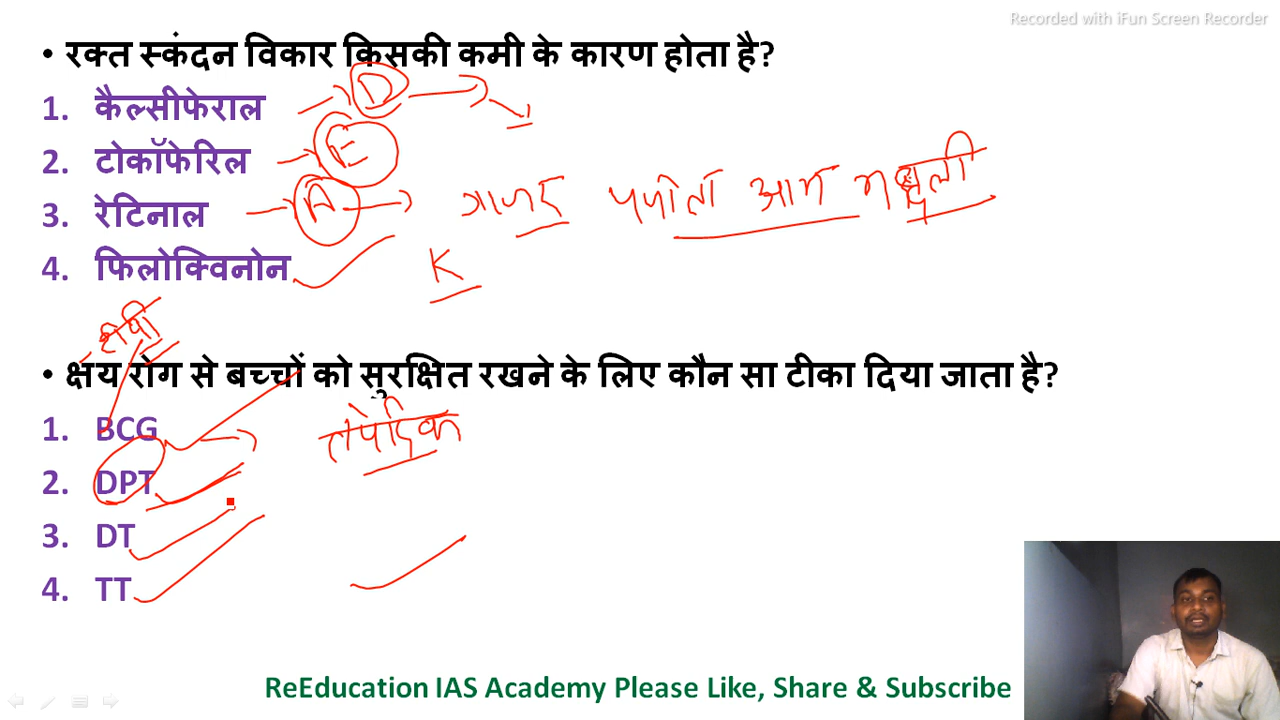 Recorded with iFun Screen Recorder
• रक्त स्कंदन विकार किसकी कमी के कारण होता है?
1. कैल्सीफेराल D
2. टोकॉफेरिल E
3. रेटिनाल A गाजर पपीता आम मछली
4. फिलोक्विनोन K
• क्षय रोग से बच्चों को सुरक्षित रखने के लिए कौन सा टीका दिया जाता है?
1. BCG तपेदिक
2. DPT
3. DT
4. TT
ReEducation IAS Academy Please Like, Share & Subscribe